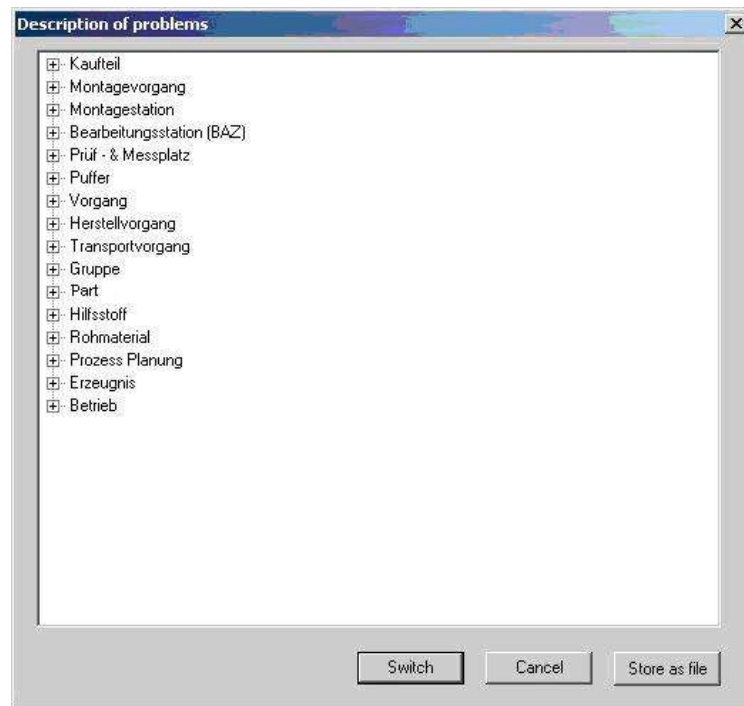 Description of problems
Kaufteil
Montagevorgang
Montagestation
Bearbeitungsstation (BAZ)
Prüf - & Messplatz
Puffer
Vorgang
Herstellvorgang
Transportvorgang
Gruppe
Part
Hilfsstoff
Rohmaterial
Prozess Planung
Erzeugnis
Betrieb
Switch Cancel Store as file